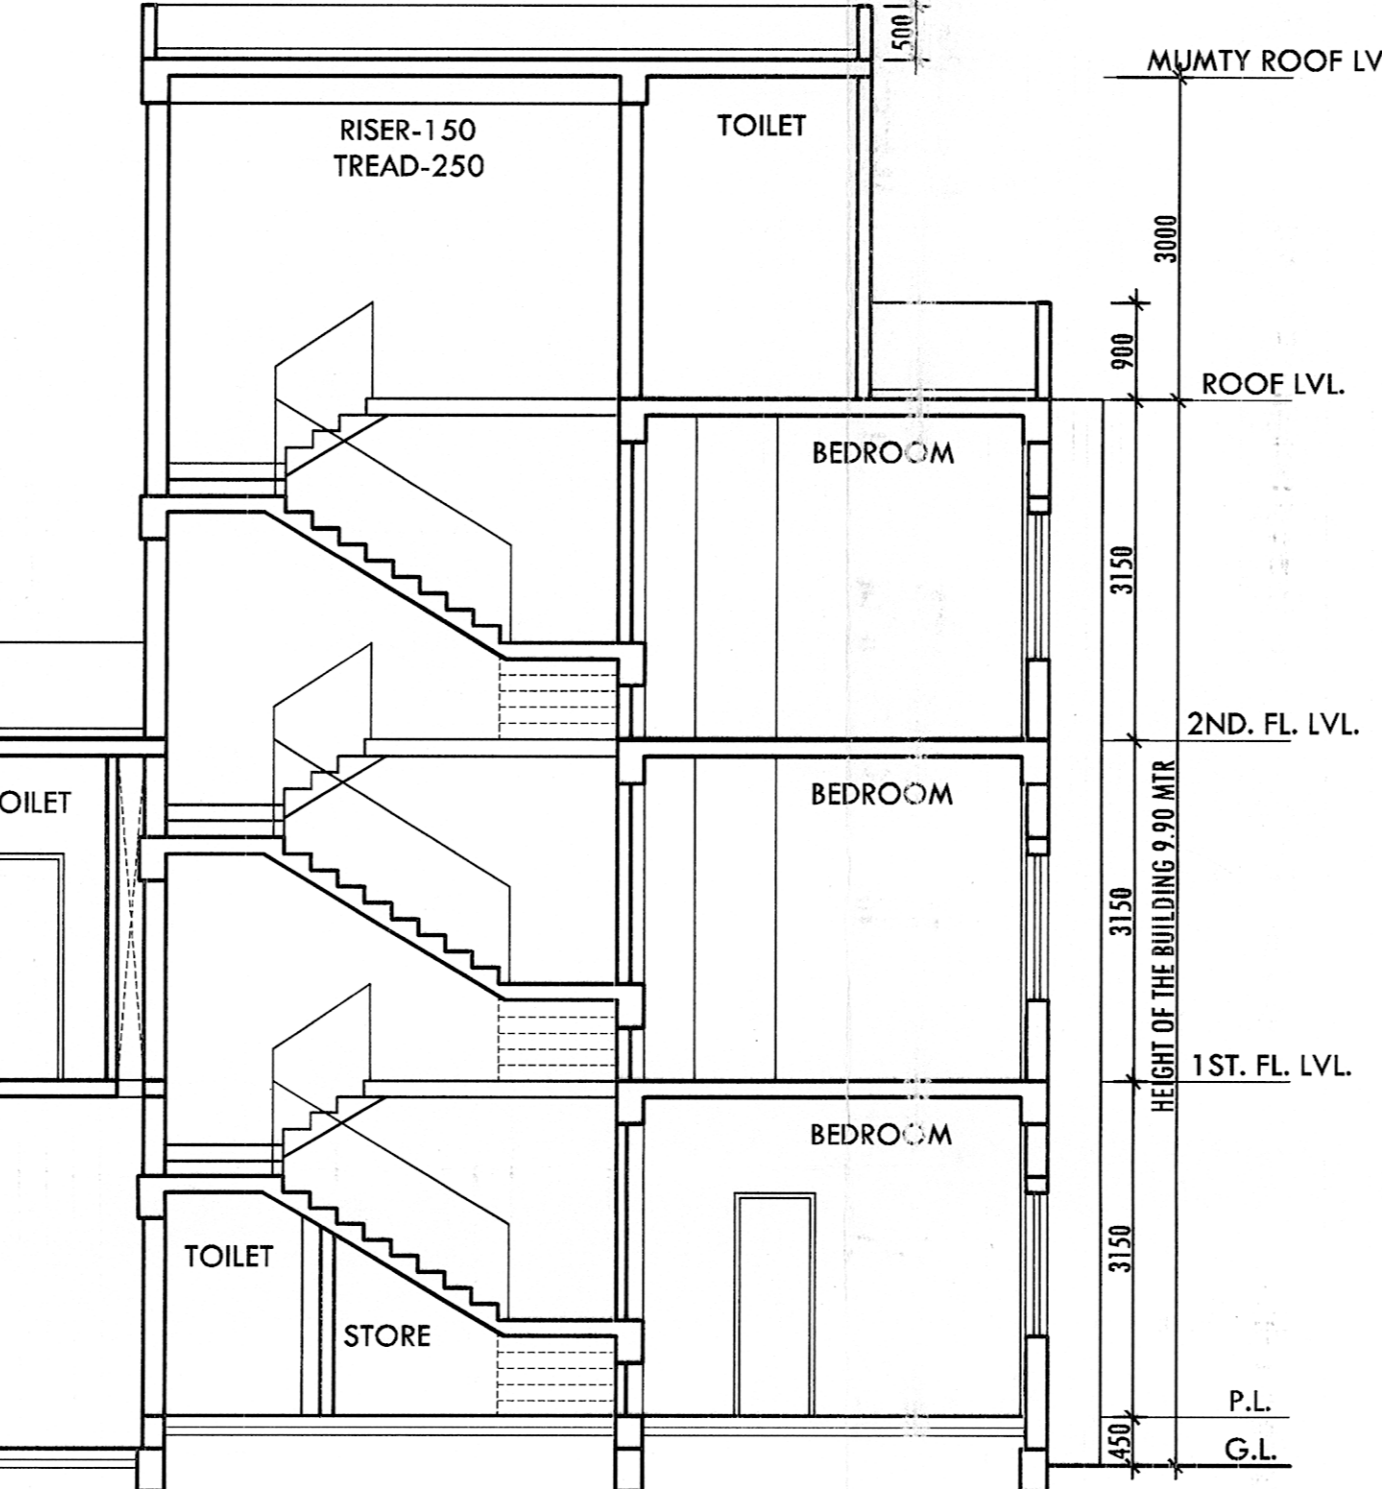 500
MUMTY ROOF LV
RISER-150
TREAD-250
TOILET
3000
900
ROOF LVL.
BEDROOM
3150
2ND. FL. LVL.
OILET
BEDROOM
3150
HEIGHT OF THE BUILDING 9.90 MTR
1ST. FL. LVL.
BEDROOM
TOILET
3150
STORE
P.L.
450
G.L.